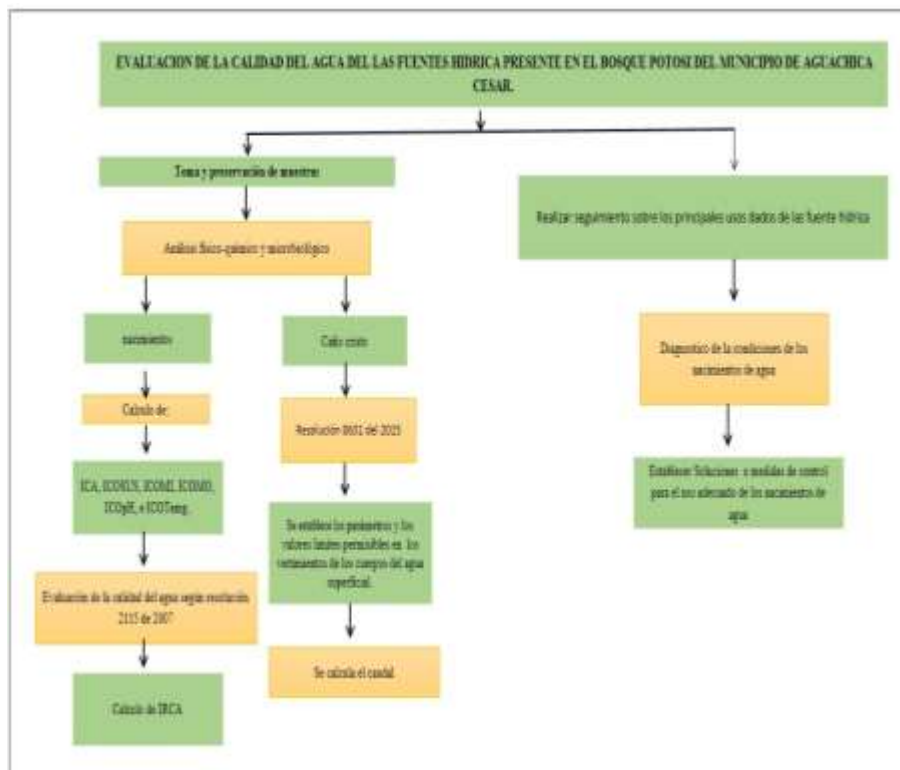 EVALUACION DE LA CALIDAD DEL AGUA DEL LAS FUENTES HIDRICA PRESENTE EN EL BOSQUE POTOSI DEL MUNICIPIO DE AGUACHICA
CESAR.
Toma y preservación de muestras
Realizar seguimiento sobre los principales usos dados de las fuente hídrica
Análisis físico-químico y microbiológico
nacimientos
Caño cristo
Diagnostico de la condiciones de los
nacimientos de agua
Calculo de:
Resolución 0631 del 2015
ICA, ICOSUS, ICOMI, ICOMO,
ICOpH, e ICOTemp.
Establecer Soluciones o medidas de control
para el uso adecuado de los nacimientos de
agua
Se establece los parámetros y los
valores limites permisibles en los
vertimientos de los cuerpos del agua
superficial.
Evaluación de la calidad del agua según resolución
2115 de 2007
Se calcula el caudal
Calculo de IRCA